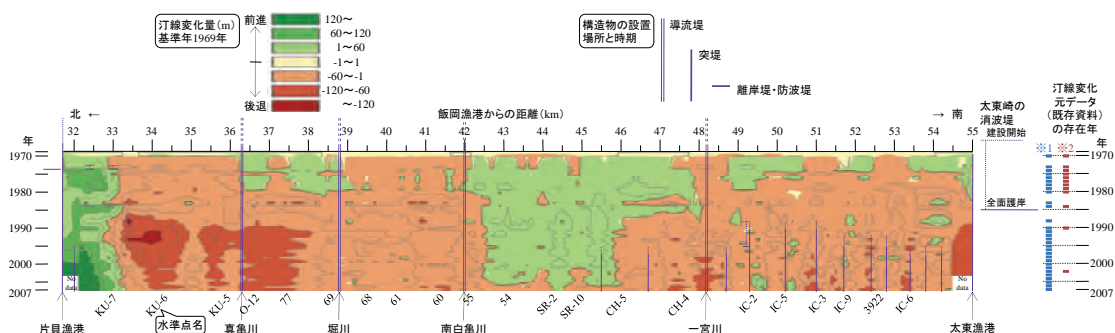 汀線変化量(m)
基準年1969年
前進
後退
120～
60～120
1～60
-1～1
-60～-1
-120～-60
～-120
構造物の設置
場所と時期
導流堤
突堤
離岸堤・防波堤
北 ←
飯岡漁港からの距離(km)
→ 南
32 33 34 35 36 37 38 39 40 41 42 43 44 45 46 47 48 49 50 51 52 53 54 55
年
1970
1980
1990
2000
2007
No data
No data
KU-7 KU-6 KU-5 O-12 77 69 68 61 60 55 54 SR-2 SR-10 CH-5 CH-4 IC-2 IC-5 IC-3 IC-9 3922 IC-6
水準点名
片貝漁港 真亀川 堀川 南白亀川 一宮川 太東漁港
太東崎の
消波堤
建設開始
全面護岸
汀線変化
元データ
(既存資料)
の存在年
※1 ※2
年
1970
1980
1990
2000
2007